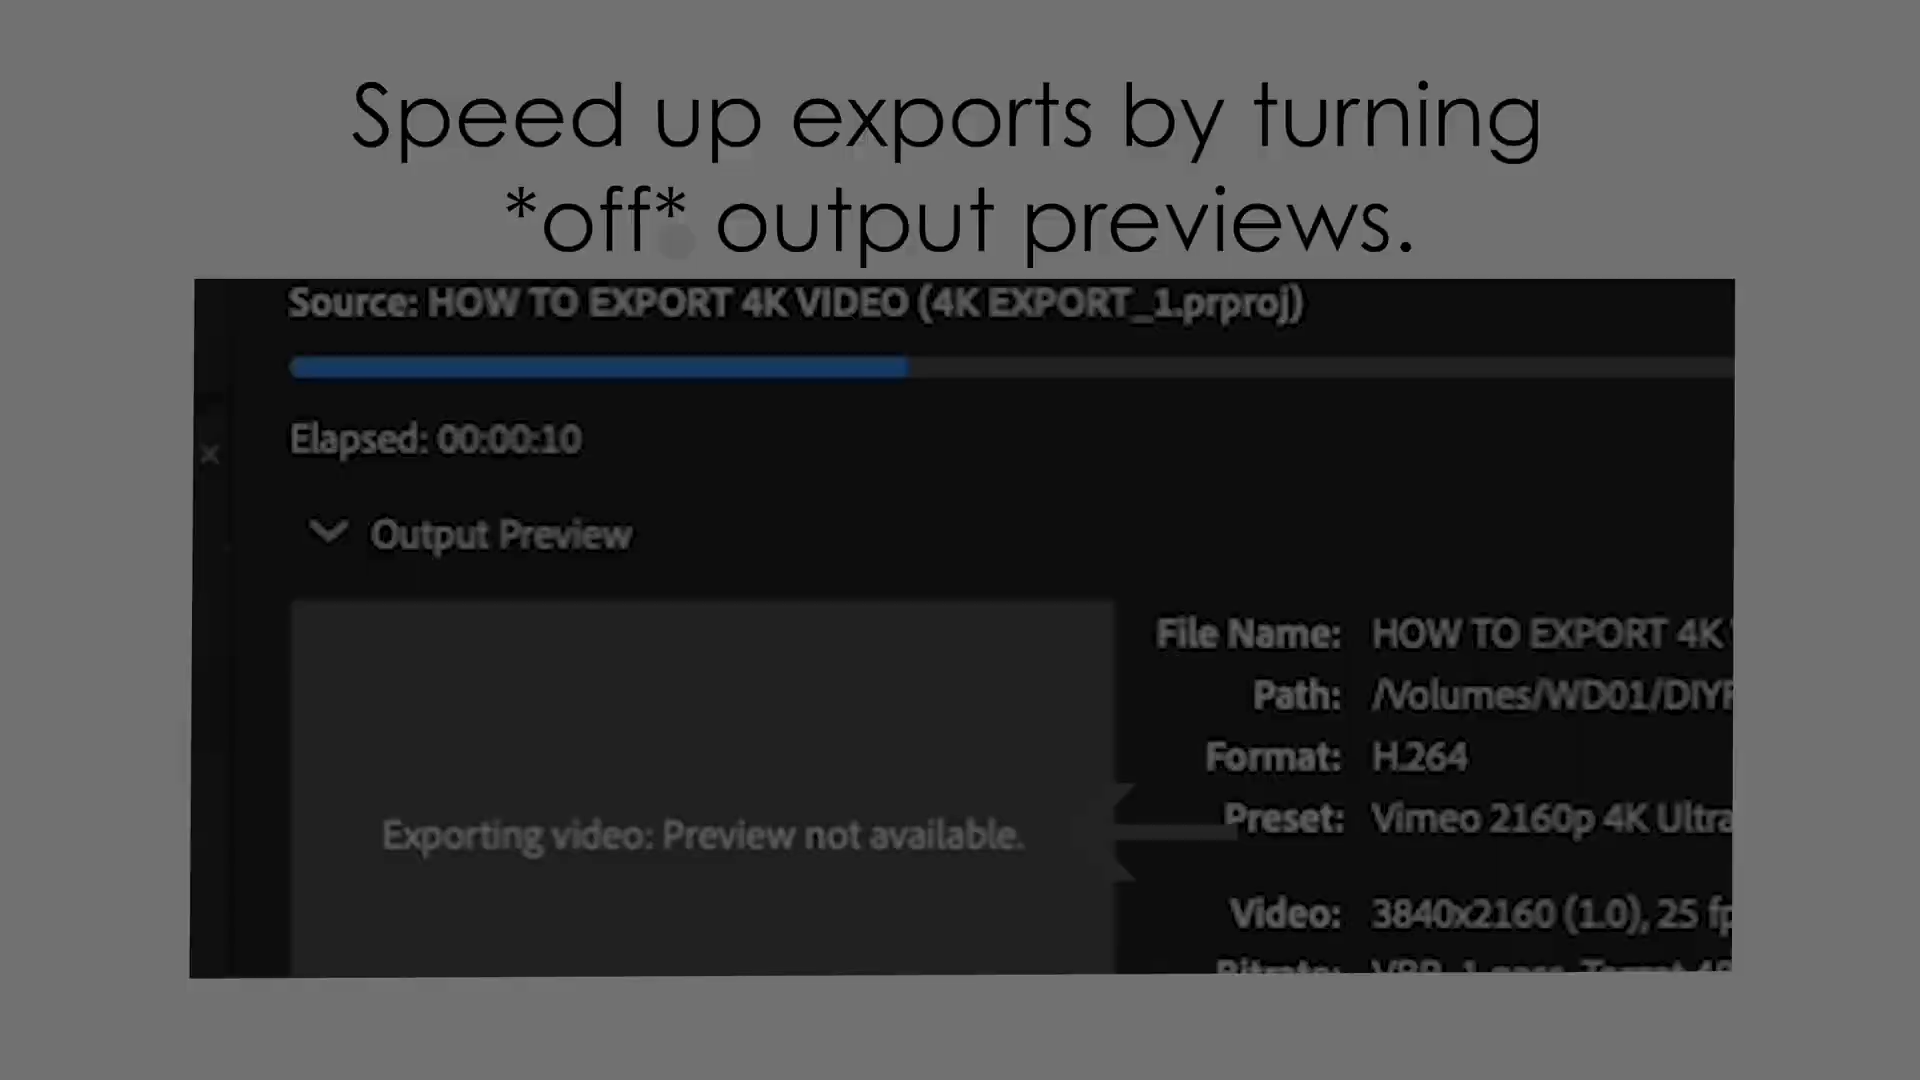 Speed up exports by turning
*off* output previews.
Source: HOW TO EXPORT 4K VIDEO (4K EXPORT_1.prproj)
Elapsed: 00:00:10
Output Preview
Exporting video: Preview not available.
File Name: HOW TO EXPORT 4K
Path: /Volumes/WD01/DIY
Format: H.264
Preset: Vimeo 2160p 4K Ultra
Video: 3840x2160 (1.0), 25 fp